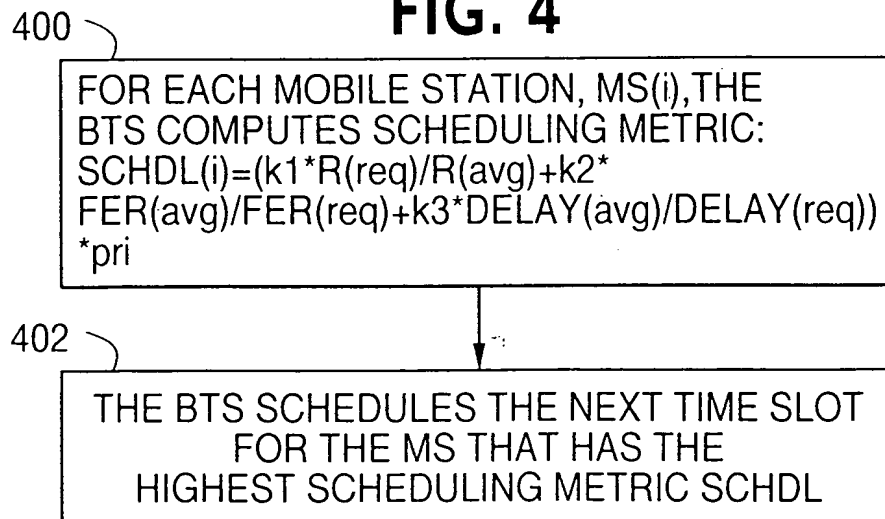 FIG. 4
400
FOR EACH MOBILE STATION, MS(i),THE
BTS COMPUTES SCHEDULING METRIC:
SCHDL(i)=(k1*R(req)/R(avg)+k2*
FER(avg)/FER(req)+k3*DELAY(avg)/DELAY(req))
*pri
402
THE BTS SCHEDULES THE NEXT TIME SLOT
FOR THE MS THAT HAS THE
HIGHEST SCHEDULING METRIC SCHDL